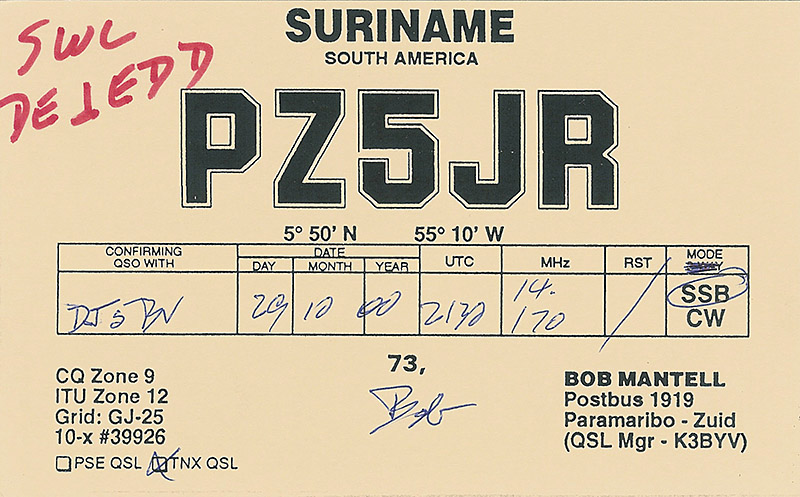 SWL
DE1EDD
SURINAME
SOUTH AMERICA
PZ5JR
5° 50' N 55° 10' W
CONFIRMING QSO WITH DATE DAY MONTH YEAR UTC MHz RST MODE
DJ5BV 29 10 00 2130 14.170 / SSB
CW
73,
Bob
CQ Zone 9
ITU Zone 12
Grid: GJ-25
10-x #39926
PSE QSL TNX QSL
BOB MANTELL
Postbus 1919
Paramaribo - Zuid
(QSL Mgr - K3BYV)